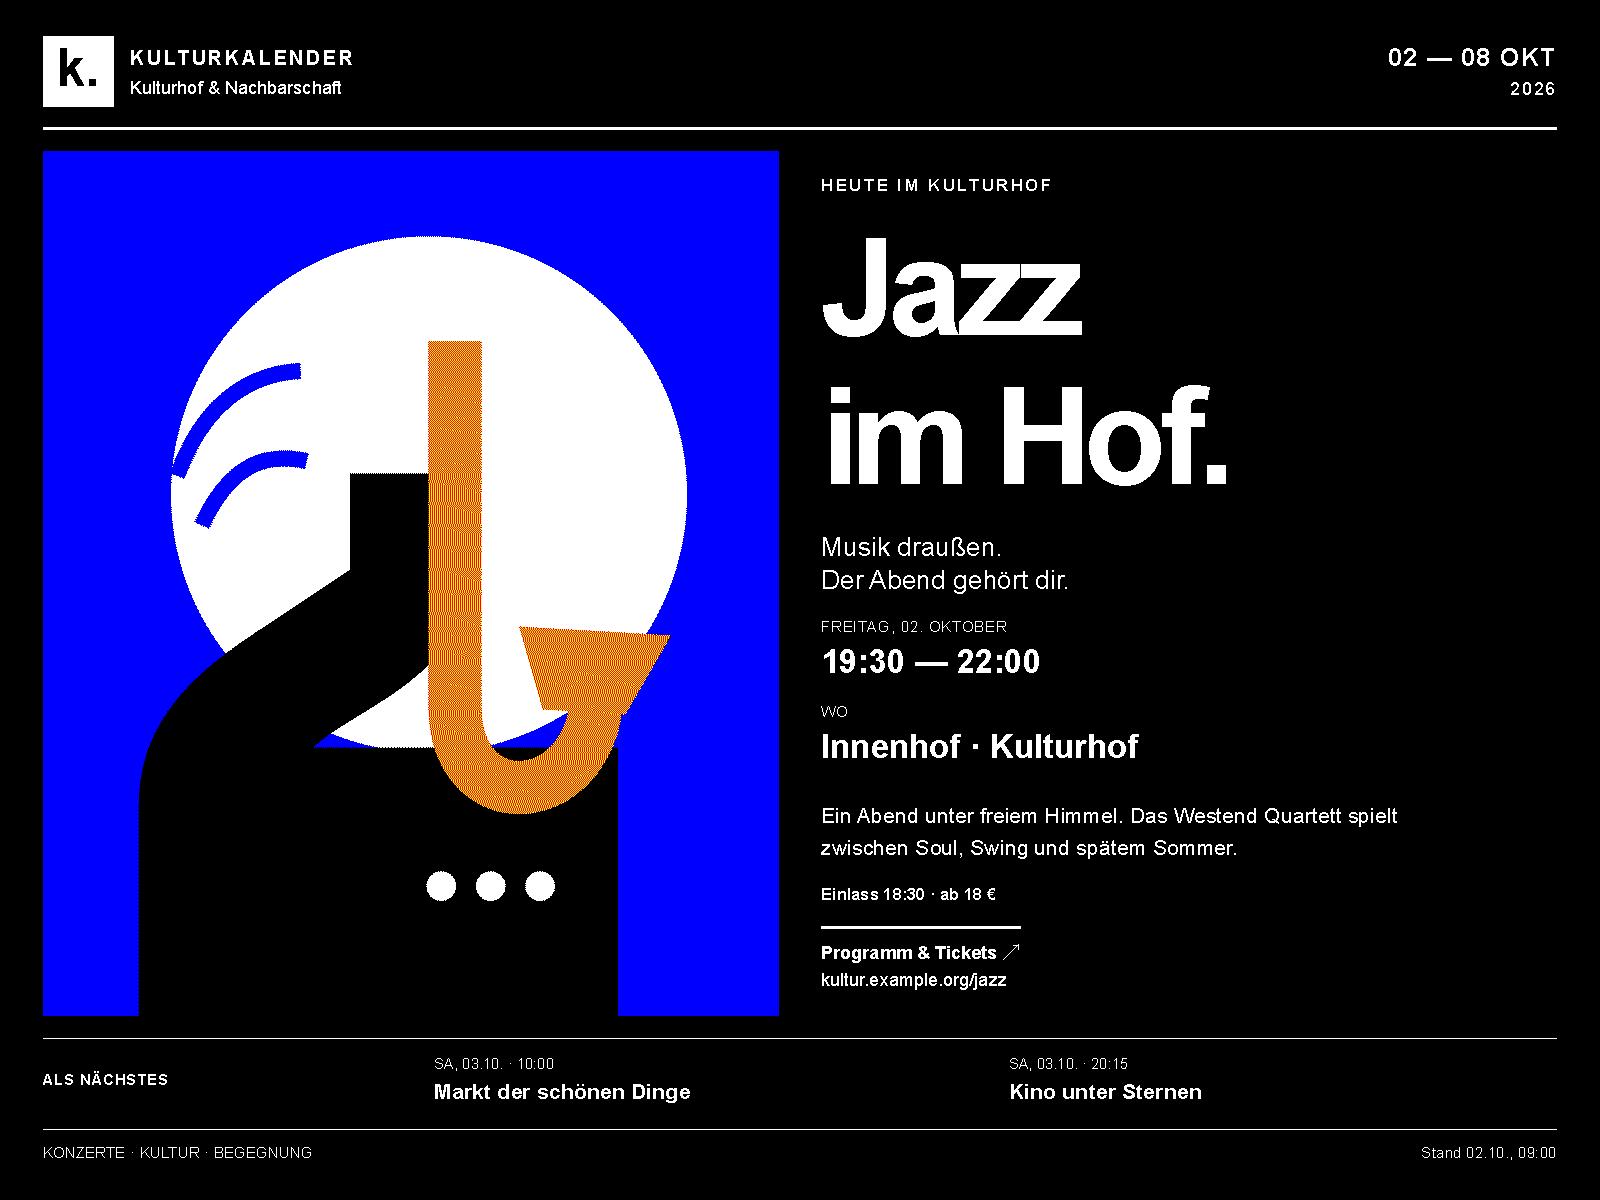 k.
KULTURKALENDER
Kulturhof & Nachbarschaft
02 — 08 OKT
2026
HEUTE IM KULTURHOF
Jazz
im Hof.
Musik draußen.
Der Abend gehört dir.
FREITAG, 02. OKTOBER
19:30 — 22:00
WO
Innenhof · Kulturhof
Ein Abend unter freiem Himmel. Das Westend Quartett spielt
zwischen Soul, Swing und spätem Sommer.
Einlass 18:30 · ab 18 €
Programm & Tickets ↗
kultur.example.org/jazz
ALS NÄCHSTES
SA, 03.10. · 10:00
Markt der schönen Dinge
SA, 03.10. · 20:15
Kino unter Sternen
KONZERTE · KULTUR · BEGEGNUNG
Stand 02.10., 09:00